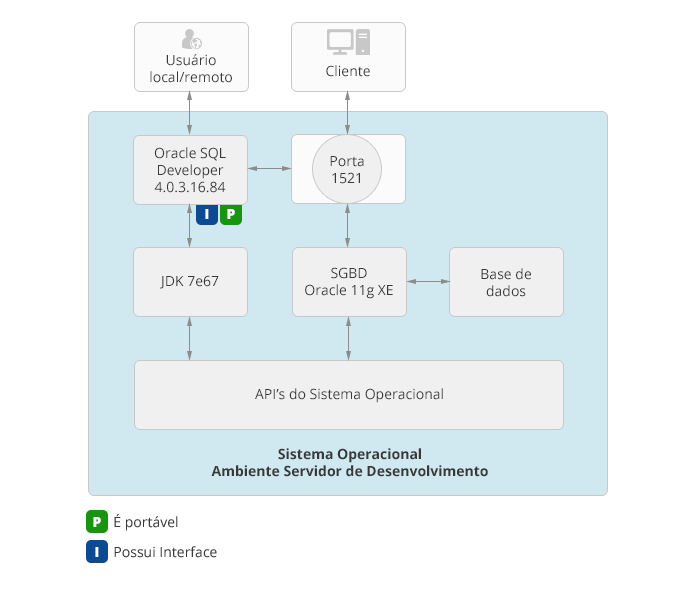 Usuário
local/remoto
Cliente
Oracle SQL
Developer
4.0.3.16.84
Porta
1521
I
P
JDK 7e67
SGBD
Oracle 11g XE
Base de
dados
API's do Sistema Operacional
Sistema Operacional
Ambiente Servidor de Desenvolvimento
P É portável
I Possui Interface